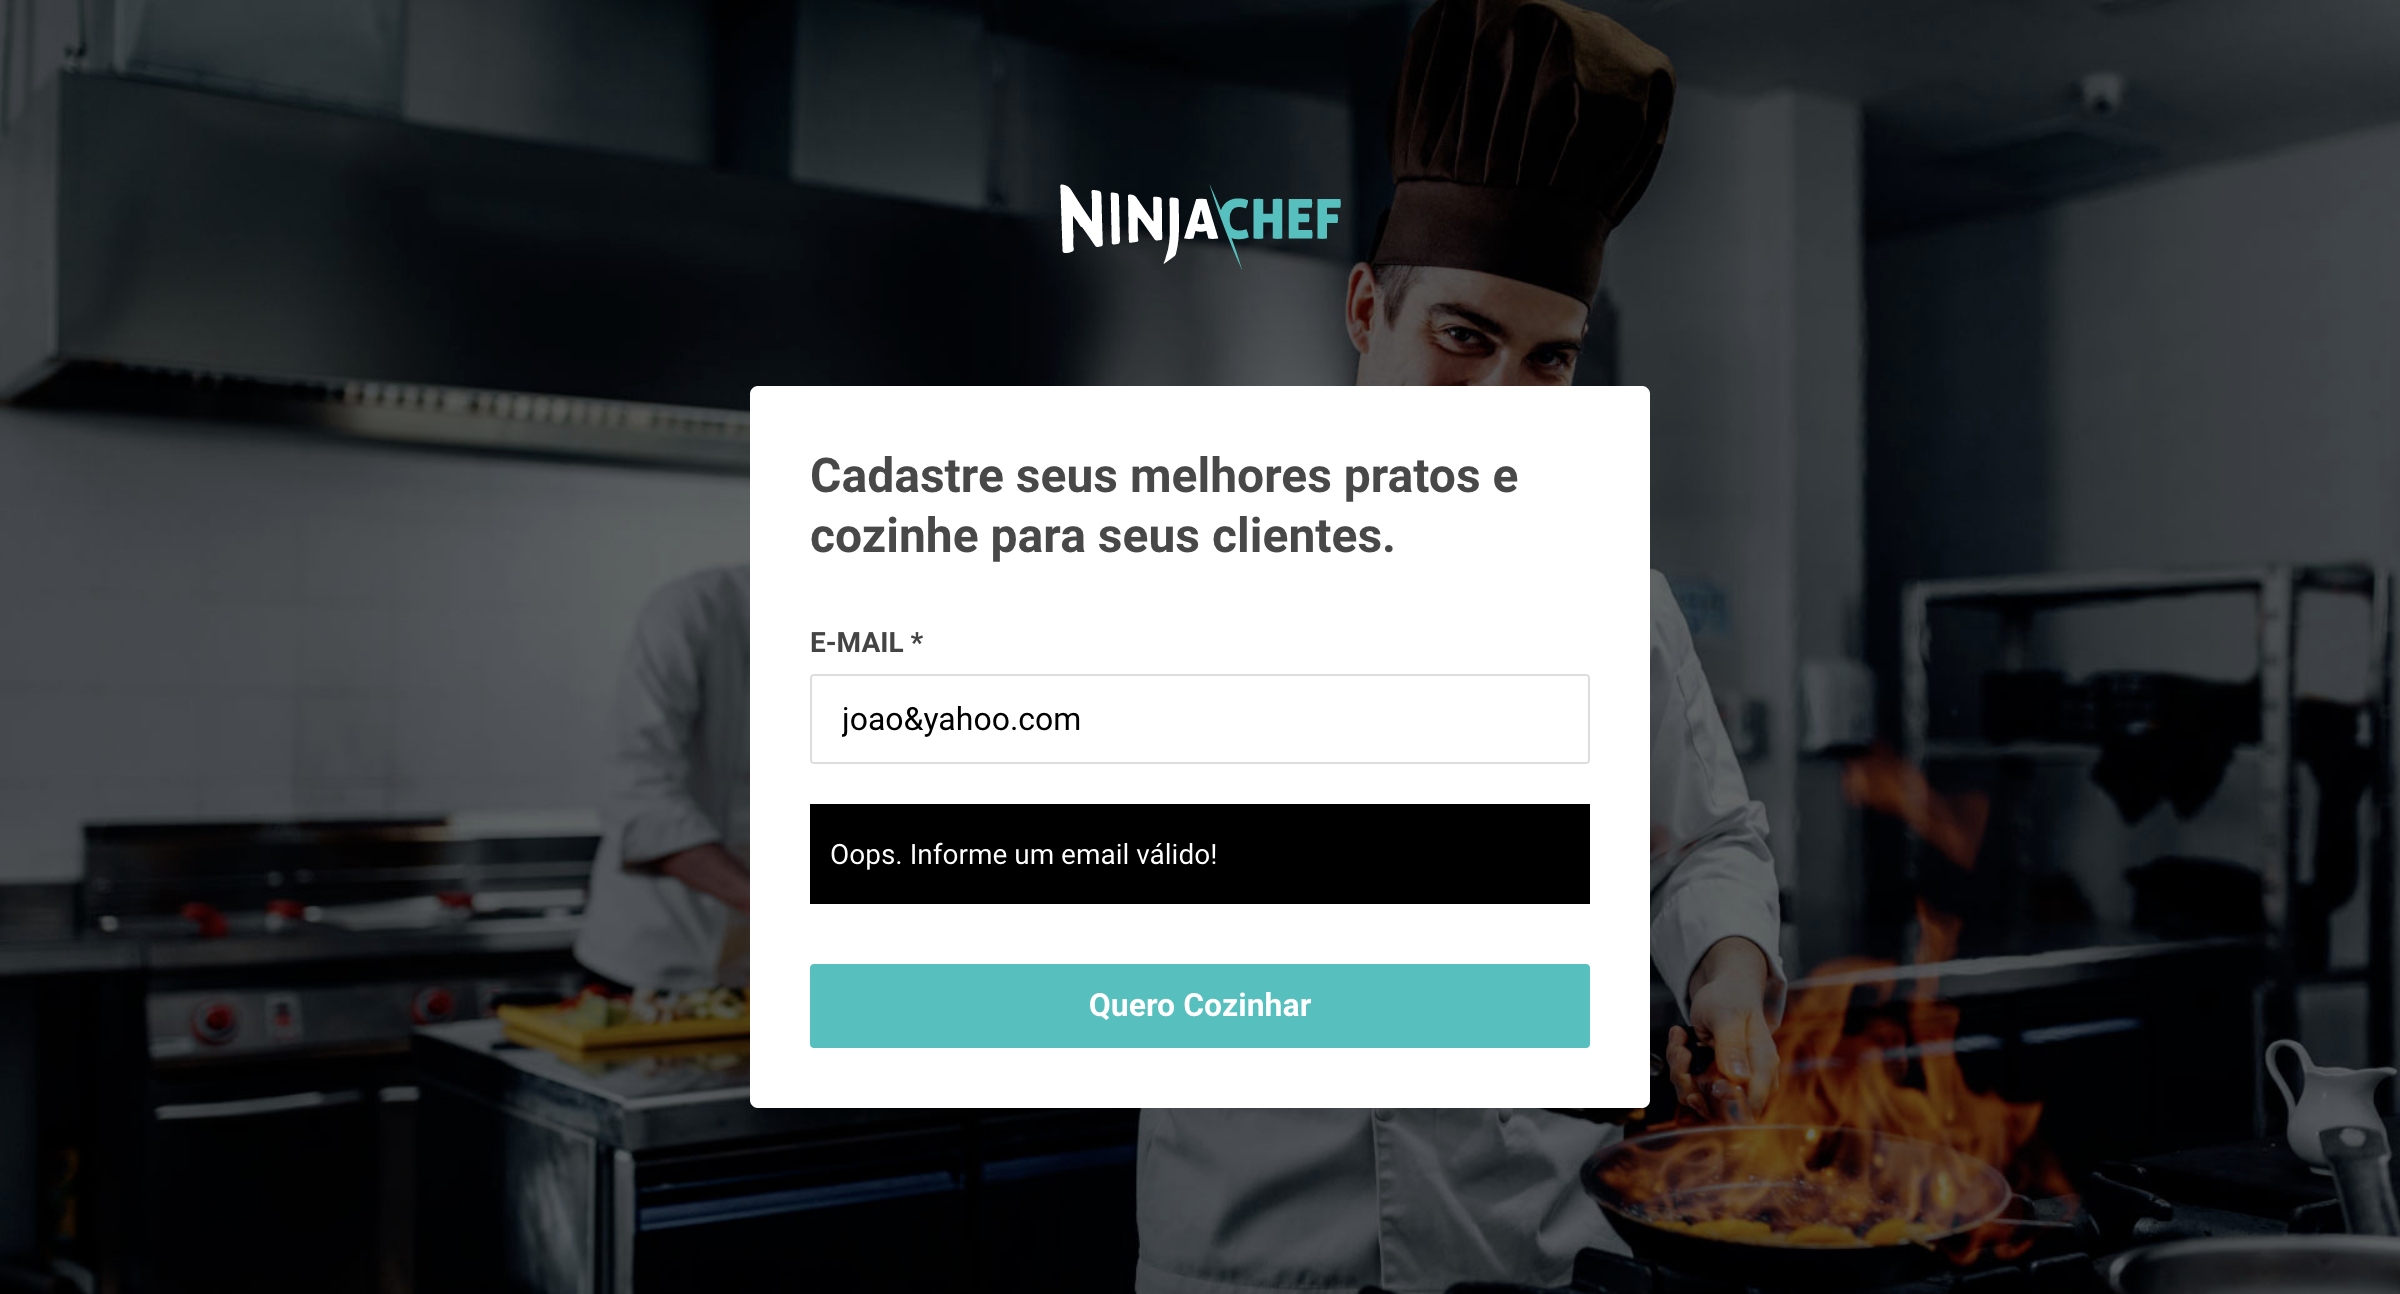 NINJACHEF
Cadastre seus melhores pratos e
cozinhe para seus clientes.
E-MAIL *
joao&yahoo.com
Oops. Informe um email válido!
Quero Cozinhar